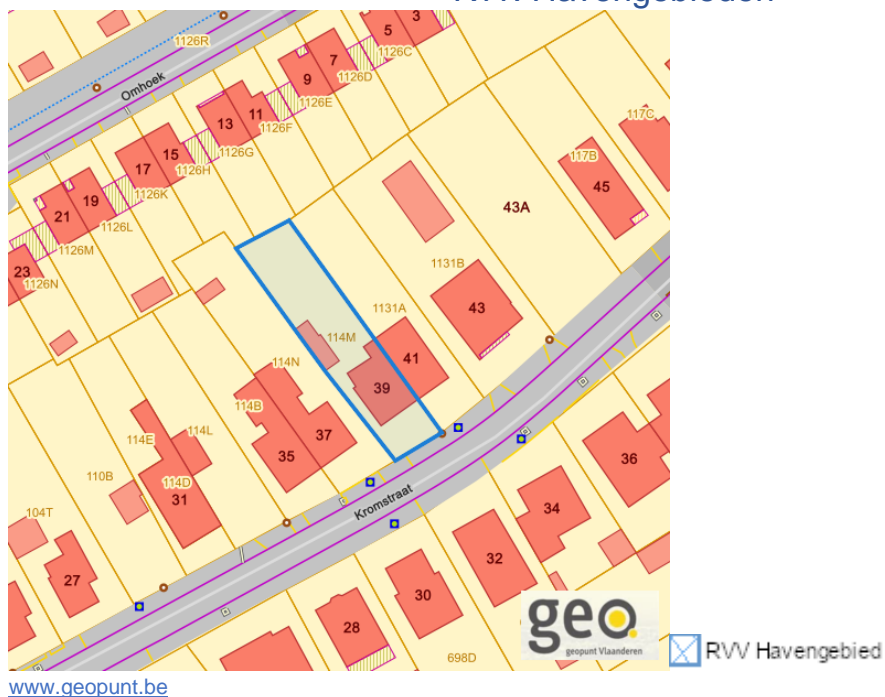 1126R
5
3
1126C
7
9
1126D
Omhoek
1126E
13
11
1126F
117C
1126G
17
15
117B
1126H
45
21
19
1126K
43A
1126L
1126M
23
1126N
1131B
1131A
43
114M
41
114N
39
114B
37
114E
114L
35
36
110B
114D
31
Kromstraat
34
104T
32
27
30
28
698D
geo.
geopunt Vlaanderen
RVV Havengebied
www.geopunt.be